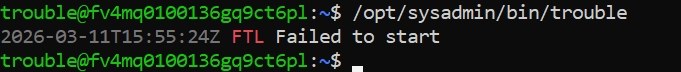 trouble@fv4mq0100136gq9ct6pl:~$ /opt/sysadmin/bin/trouble
2026-03-11T15:55:24Z FTL Failed to start
trouble@fv4mq0100136gq9ct6pl:~$